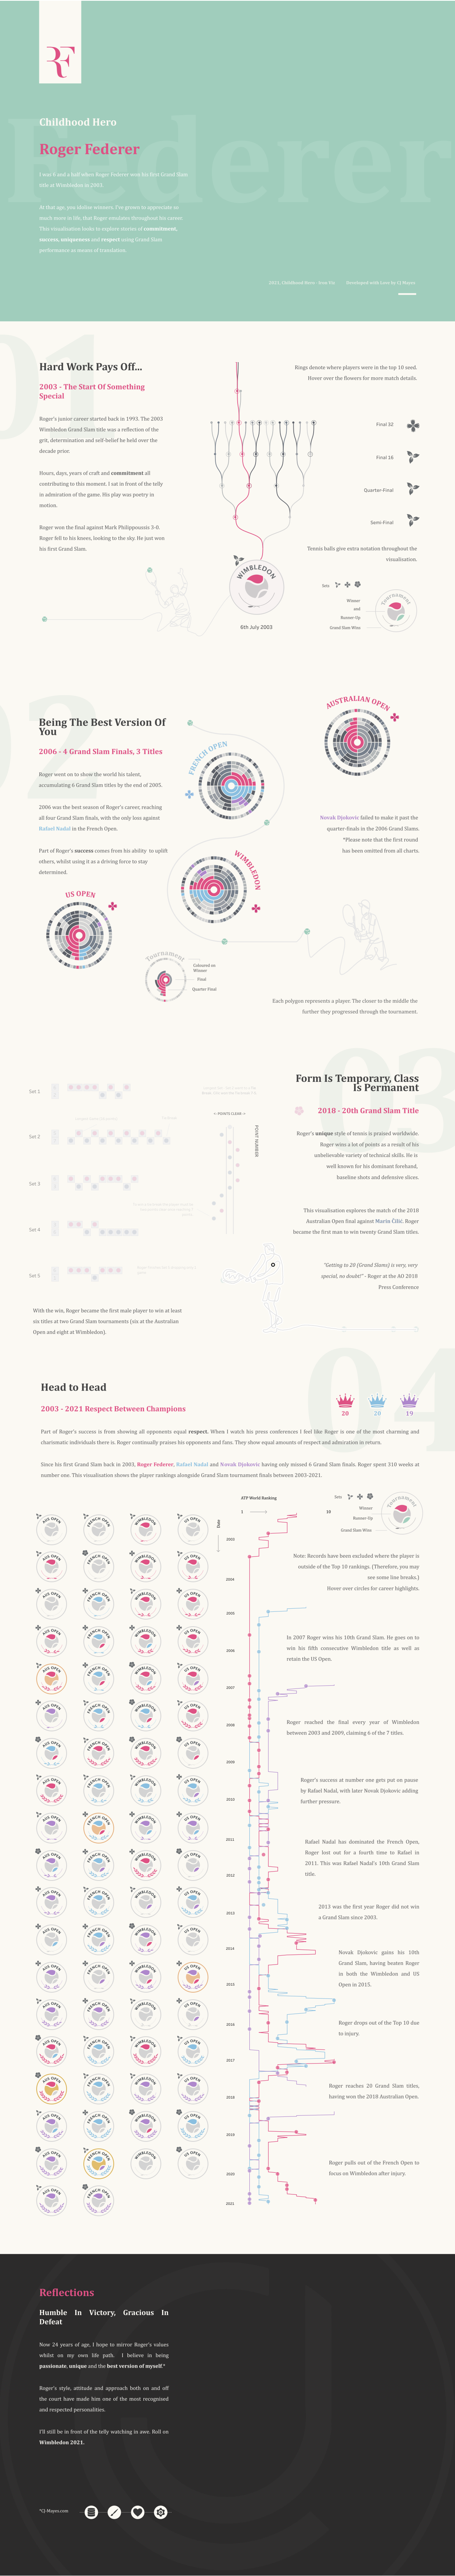 RF
Federer
Childhood Hero
Roger Federer
I was 6 and a half when Roger Federer won his first Grand Slam
title at Wimbledon in 2003.
At that age, you idolise winners. I've grown to appreciate so
much more to life, that Roger emulates throughout his career.
This visualisation looks to explore stories of commitment,
success, uniqueness and respect using Grand Slam
performance as means of translation.
2021 Childhood Hero - Iron Viz
Developed with Love by CJ Mayes
01
Hard Work Pays Off...
2003 - The Start Of Something
Special
Roger's junior career started back in 1993. The 2003
Wimbledon Grand Slam title was a reflection of the
grit, determination and self-belief he held over the
decade prior.
Hours, days, years of craft and commitment all
contributing to this moment. I sat in front of the telly
in admiration of the game. His play was poetry in
motion.
Roger won the final against Mark Philippoussis 3-0.
Roger fell to his knees, looking to the sky. He just won
his first Grand Slam.
WIMBLEDON
6th July 2003
Rings denote where players were in the top 10 seed.
Hover over the flowers for more match details.
Final 32
Final 16
Quarter-Final
Semi-Final
Tennis balls give extra notation throughout the
visualisation.
Sets
Tournament
Winner
and
Runner-Up
Grand Slam Wins
02
Being The Best Version Of
You
2006 - 4 Grand Slam Finals, 3 Titles
Roger went on to show the world his talent,
accumulating 6 Grand Slam titles by the end of 2005.
2006 was the best season of Roger's career, reaching
all four Grand Slam finals, with the only loss against
Rafael Nadal in the French Open.
Part of Roger's success comes from his ability to uplift
others, whilst using it as a driving force to stay
determined.
AUSTRALIAN OPEN
FRENCH OPEN
WIMBLEDON
US OPEN
Novak Djokovic failed to make it past the
quarter-finals in the 2006 Grand Slams.
*Please note that the first round
has been omitted from all charts.
Tournament
Coloured on
Winner
Final
Quarter Final
Each polygon represents a player. The closer to the middle the
further they progressed through the tournament.
03
Form Is Temporary, Class
Is Permanent
2018 - 20th Grand Slam Title
Roger's unique style of tennis is praised worldwide.
Roger wins a lot of points as a result of his
unbelievable variety of technical skills. He is
well known for his dominant forehand,
baseline shots and defensive slices.
This visualisation explores the match of the 2018
Australian Open final against Marin Čilić. Roger
became the first man to win twenty Grand Slam titles.
"Getting to 20 (Grand Slams) is very, very
special, no doubt!" - Roger at the AO 2018
Press Conference
Set 1
Set 2
Set 3
Set 4
Set 5
POINTS CLEAR
POINT NUMBER
With the win, Roger became the first male player to win at least
six titles at two Grand Slam tournaments (six at the Australian
Open and eight at Wimbledon).
04
Head to Head
2003 - 2021 Respect Between Champions
20
20
19
Part of Roger's success is from showing all opponents equal respect. When I watch his press conferences I feel like Roger is one of the most charming and
charismatic individuals there is. Roger continually praises his opponents and fans. They show equal amounts of respect and admiration in return.
Since his first Grand Slam back in 2003, Roger Federer, Rafael Nadal and Novak Djokovic having only missed 6 Grand Slam finals. Roger spent 310 weeks at
number one. This visualisation shows the player rankings alongside Grand Slam tournament finals between 2003-2021.
ATP World Ranking
1
10
Date
Sets
Tournament
Winner
Runner-Up
Grand Slam Wins
AUS OPEN
FRENCH OPEN
WIMBLEDON
US OPEN
2003
2004
2005
2006
2007
2008
2009
2010
2011
2012
2013
2014
2015
2016
2017
2018
2019
2020
2021
Note: Records have been excluded where the player is
outside of the Top 10 rankings. (Therefore, you may
see some line breaks.)
Hover over circles for career highlights.
In 2007 Roger wins his 10th Grand Slam. He goes on to
win his fifth consecutive Wimbledon title as well as
retain the US Open.
Roger reached the final every year of Wimbledon
between 2003 and 2009, claiming 6 of the 7 titles.
Roger's success at number one gets put on pause
by Rafael Nadal, with later Novak Djokovic adding
further pressure.
Rafael Nadal has dominated the French Open,
Roger lost out for a fourth time to Rafael in
2011. This was Rafael Nadal's 10th Grand Slam
title.
2013 was the first year Roger did not win
a Grand Slam since 2003.
Novak Djokovic gains his 10th
Grand Slam, having beaten Roger
in both the Wimbledon and US
Open in 2015.
Roger drops out of the Top 10 due
to injury.
Roger reaches 20 Grand Slam titles,
having won the 2018 Australian Open.
Roger pulls out of the French Open to
focus on Wimbledon after injury.
Reflections
Humble In Victory, Gracious In
Defeat
Now 24 years of age, I hope to mirror Roger's values
whilst on my own life path. I believe in being
passionate, unique and the best version of myself.*
Roger's style, attitude and approach both on and off
the court have made him one of the most recognised
and respected personalities.
I'll still be in front of the telly watching in awe. Roll on
Wimbledon 2021.
*CJ-Mayes.com